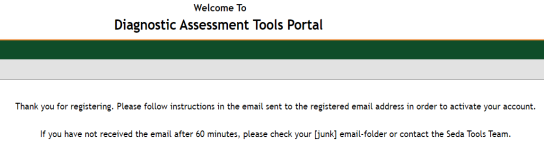 Welcome To
Diagnostic Assessment Tools Portal
Thank you for registering. Please follow instructions in the email sent to the registered email address in order to activate your account.
If you have not received the email after 60 minutes, please check your [junk] email-folder or contact the Seda Tools Team.